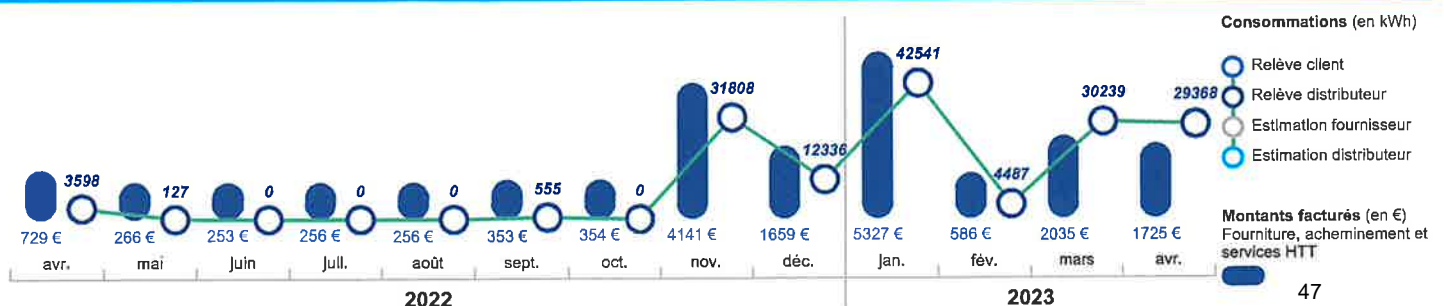 Consommations (en kWh)
Relève client
Relève distributeur
Estimation fournisseur
Estimation distributeur
3598 127 0 0 0 555 0 31808 12336 42541 4487 30239 29368
Montants facturés (en €)
Fourniture, acheminement et
services HTT
729 € 266 € 253 € 256 € 256 € 353 € 354 € 4141 € 1659 € 5327 € 586 € 2035 € 1725 €
avr. mai juin juil. août sept. oct. nov. déc. jan. fév. mars avr.
2022 2023
47